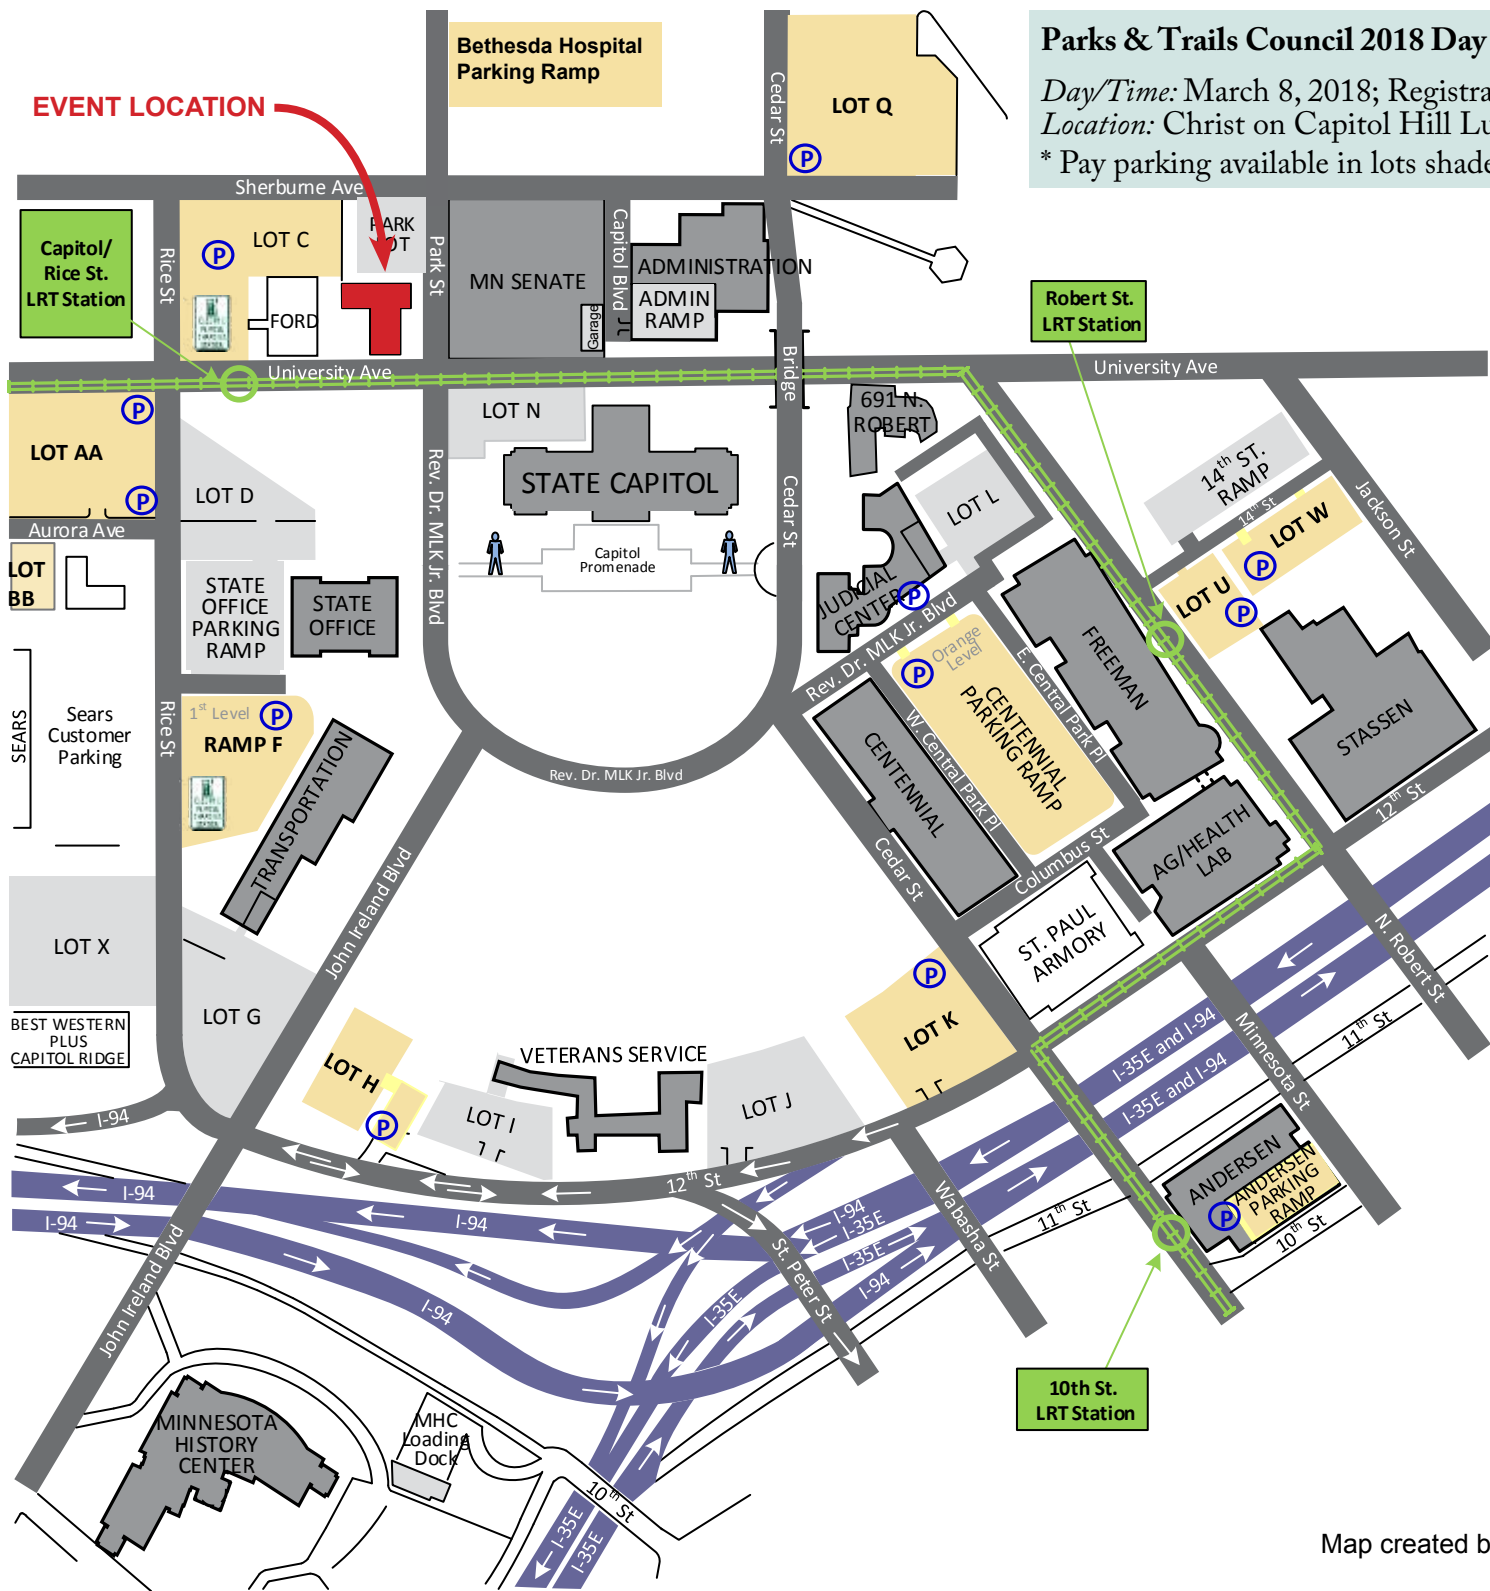 Parks & Trails Council 2018 Day
Day/Time: March 8, 2018; Registra
Location: Christ on Capitol Hill Lu
* Pay parking available in lots shade
Bethesda Hospital
Parking Ramp
EVENT LOCATION
Cedar St
LOT Q
P
Sherburne Ave
Capitol/
Rice St.
LRT Station
Rice St
LOT C
P
PARK
LOT
Park St
MN SENATE
Capitol Blvd
ADMINISTRATION
ADMIN
RAMP
Garage
FORD
Robert St.
LRT Station
Bridge
University Ave
University Ave
P
LOT AA
P
LOT N
691 N.
ROBERT
STATE CAPITOL
Rev. Dr. MLK Jr. Blvd
Cedar St
LOT D
LOT L
14th ST.
RAMP
14th St
LOT W
P
Jackson St
Aurora Ave
LOT
BB
Capitol
Promenade
STATE
OFFICE
PARKING
RAMP
STATE
OFFICE
JUDICIAL
CENTER
P
Rev. Dr. MLK Jr. Blvd
LOT U
P
Orange
Level
P
E. Central Park Pl
FREEMAN
CENTENNIAL
PARKING RAMP
W. Central Park Pl
CENTENNIAL
STASSEN
SEARS
Sears
Customer
Parking
Rice St
1st Level
P
RAMP F
TRANSPORTATION
Rev. Dr. MLK Jr. Blvd
12th St
Cedar St
Columbus St
AG/HEALTH
LAB
John Ireland Blvd
ST. PAUL
ARMORY
N. Robert St
LOT X
LOT G
P
LOT K
BEST WESTERN
PLUS
CAPITOL RIDGE
LOT H
P
VETERANS SERVICE
LOT I
LOT J
I-35E and I-94
I-35E and I-94
11th St
Minnesota St
I-94
ANDERSEN
ANDERSEN
PARKING
RAMP
P
10th St
12th St
Wabasha St
11th St
I-94
I-94
I-94
I-94
I-35E
I-35E
I-94
St. Peter St
I-94
I-35E
John Ireland Blvd
10th St.
LRT Station
MINNESOTA
HISTORY
CENTER
MHC
Loading
Dock
10th St
I-35E
I-35E
Map created b